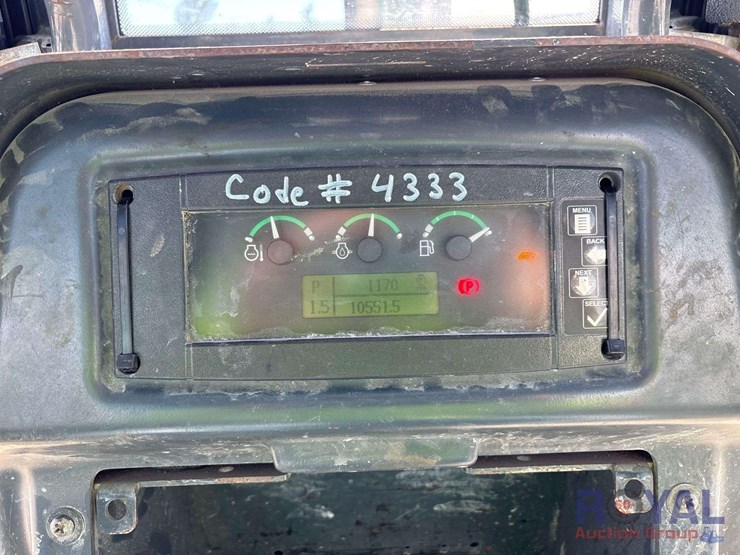 Code # 4333
MENU
BACK
NEXT
SELECT
P 1170
(P)
1.5 10551.5
ROYAL
Auction Group